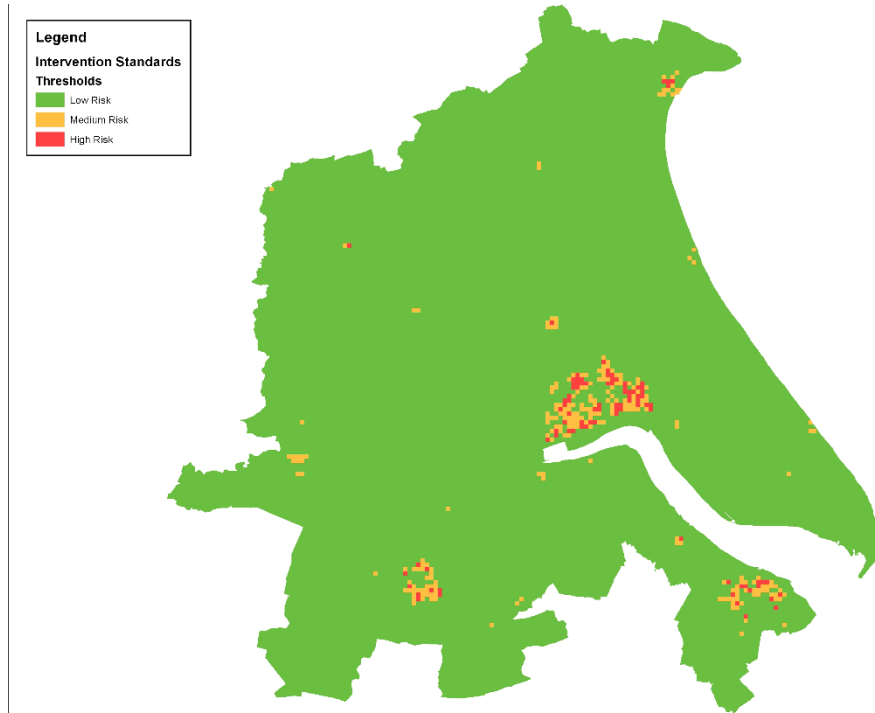 Legend
Intervention Standards
Thresholds
Low Risk
Medium Risk
High Risk